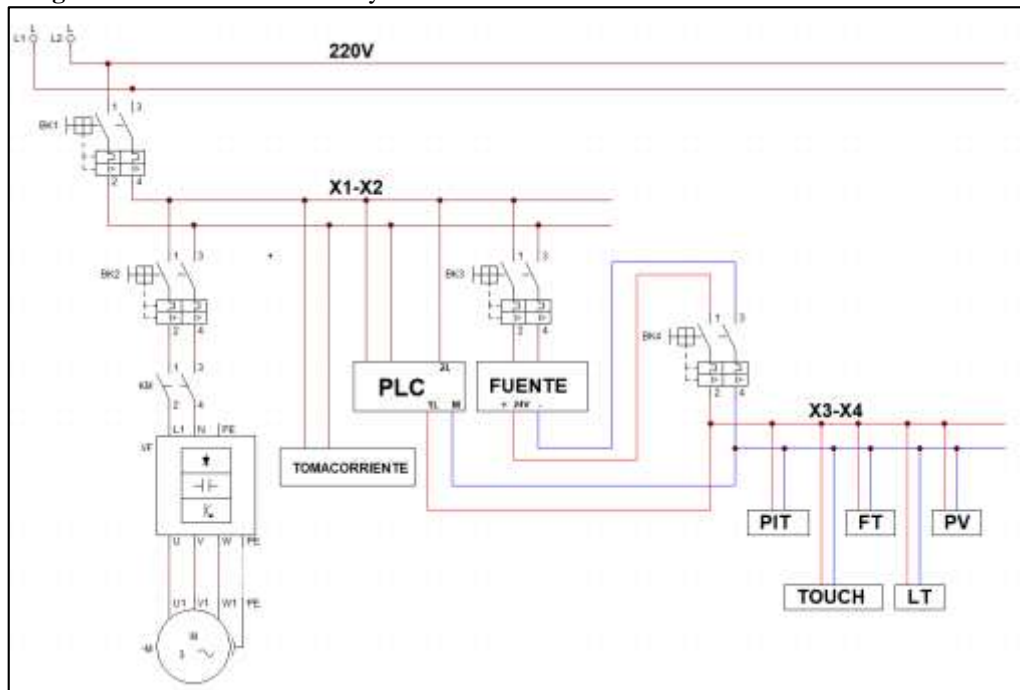 L L
L1 L2
220V
1 3
BK1
2 4
X1-X2
1 3 1 3
BK2 BK3
2 4 2 4
1 3
BK4
2 4
1 3
KM
2 4
2L
PLC
1L M
FUENTE
+ 24V -
X3-X4
L1 N PE
VF
TOMACORRIENTE
PIT FT PV
U V W PE
TOUCH LT
U1 V1 W1 PE
-M
M
3